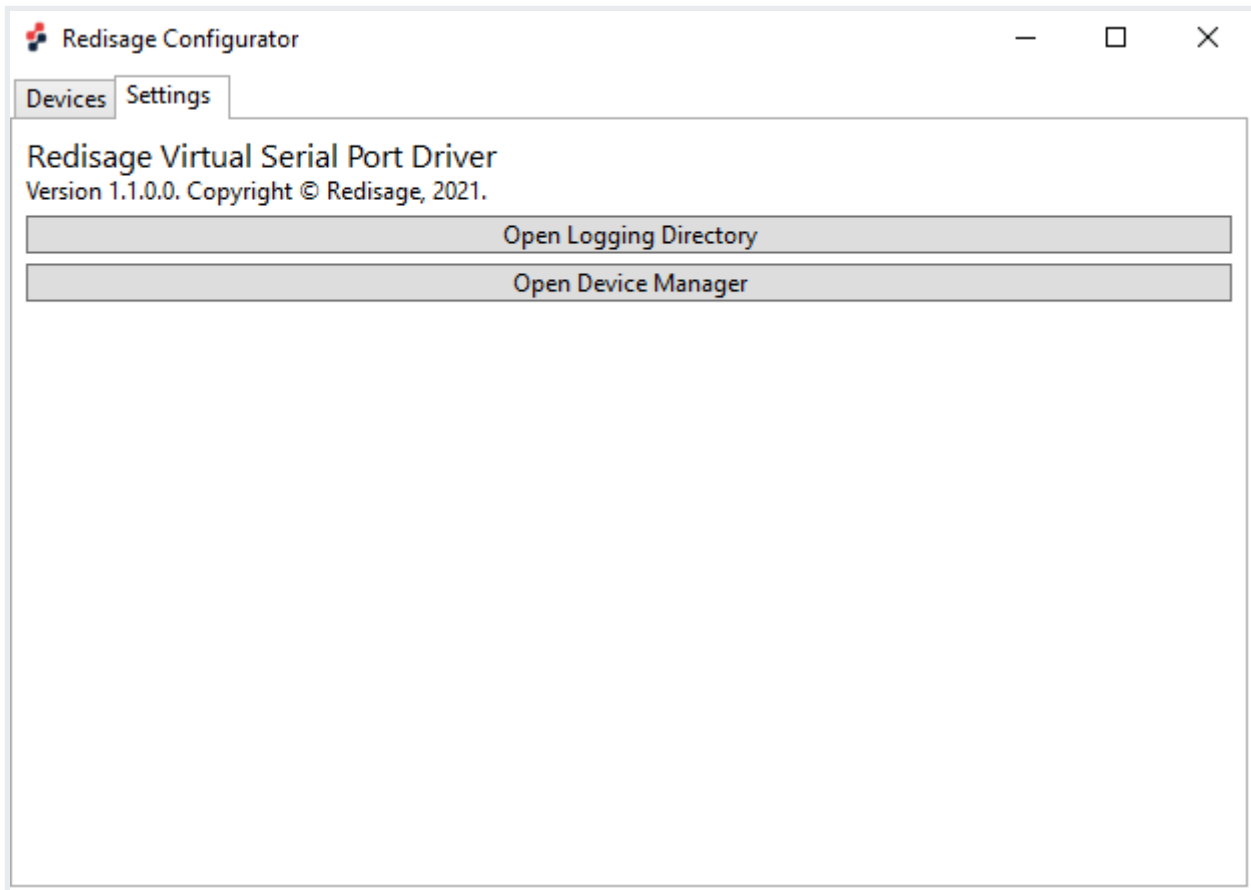 Redisage Configurator
Devices Settings
Redisage Virtual Serial Port Driver
Version 1.1.0.0. Copyright © Redisage, 2021.
Open Logging Directory
Open Device Manager